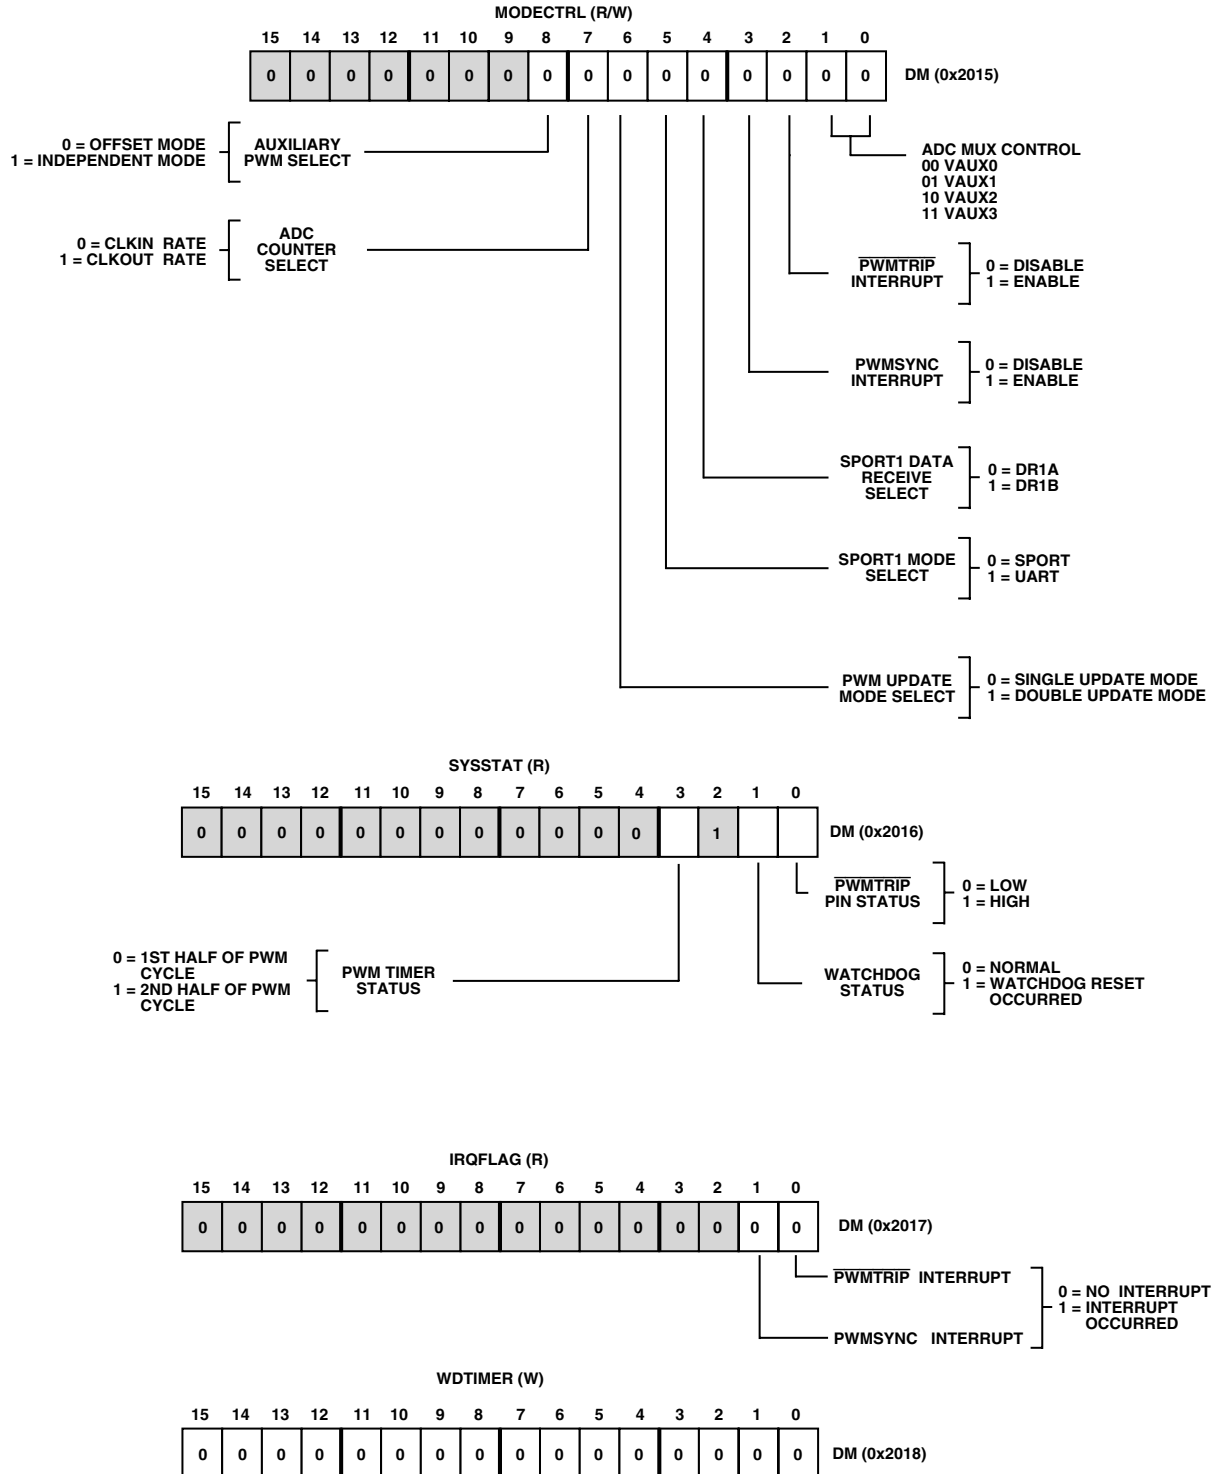 MODECTRL (R/W)
15 14 13 12 11 10 9 8 7 6 5 4 3 2 1 0
0 0 0 0 0 0 0 0 0 0 0 0 0 0 0 0 DM (0x2015)
0 = OFFSET MODE
1 = INDEPENDENT MODE
AUXILIARY
PWM SELECT
ADC MUX CONTROL
00 VAUX0
01 VAUX1
10 VAUX2
11 VAUX3
0 = CLKIN RATE
1 = CLKOUT RATE
ADC
COUNTER
SELECT
PWMTRIP
INTERRUPT
0 = DISABLE
1 = ENABLE
PWMSYNC
INTERRUPT
0 = DISABLE
1 = ENABLE
SPORT1 DATA
RECEIVE
SELECT
0 = DR1A
1 = DR1B
SPORT1 MODE
SELECT
0 = SPORT
1 = UART
PWM UPDATE
MODE SELECT
0 = SINGLE UPDATE MODE
1 = DOUBLE UPDATE MODE
SYSSTAT (R)
15 14 13 12 11 10 9 8 7 6 5 4 3 2 1 0
0 0 0 0 0 0 0 0 0 0 0 0 1 DM (0x2016)
PWMTRIP
PIN STATUS
0 = LOW
1 = HIGH
0 = 1ST HALF OF PWM
CYCLE
1 = 2ND HALF OF PWM
CYCLE
PWM TIMER
STATUS
WATCHDOG
STATUS
0 = NORMAL
1 = WATCHDOG RESET
OCCURRED
IRQFLAG (R)
15 14 13 12 11 10 9 8 7 6 5 4 3 2 1 0
0 0 0 0 0 0 0 0 0 0 0 0 0 0 0 0 DM (0x2017)
PWMTRIP INTERRUPT
PWMSYNC INTERRUPT
0 = NO INTERRUPT
1 = INTERRUPT
OCCURRED
WDTIMER (W)
15 14 13 12 11 10 9 8 7 6 5 4 3 2 1 0
0 0 0 0 0 0 0 0 0 0 0 0 0 0 0 0 DM (0x2018)